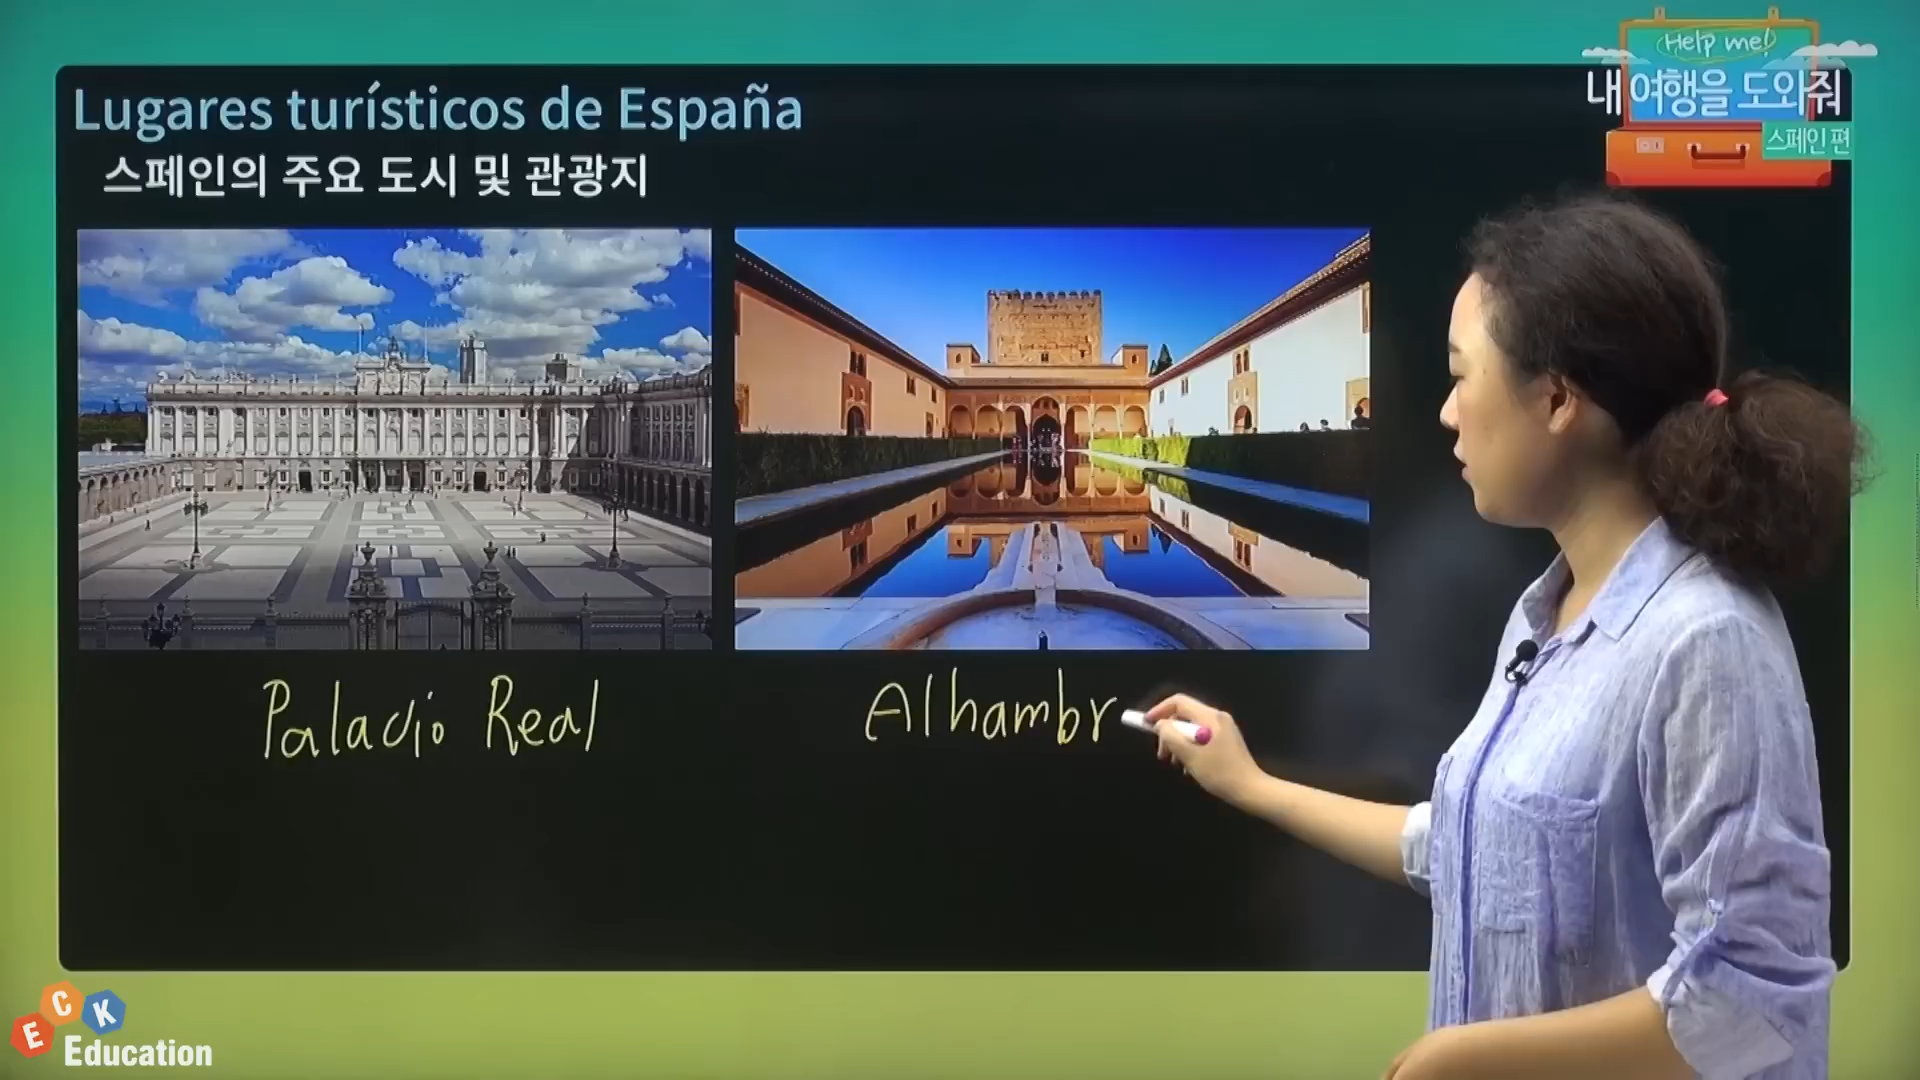 Help me!
내 여행을 도와줘
스페인 편
Lugares turísticos de España
스페인의 주요 도시 및 관광지
Palacio Real
Alhambr
E C K
Education